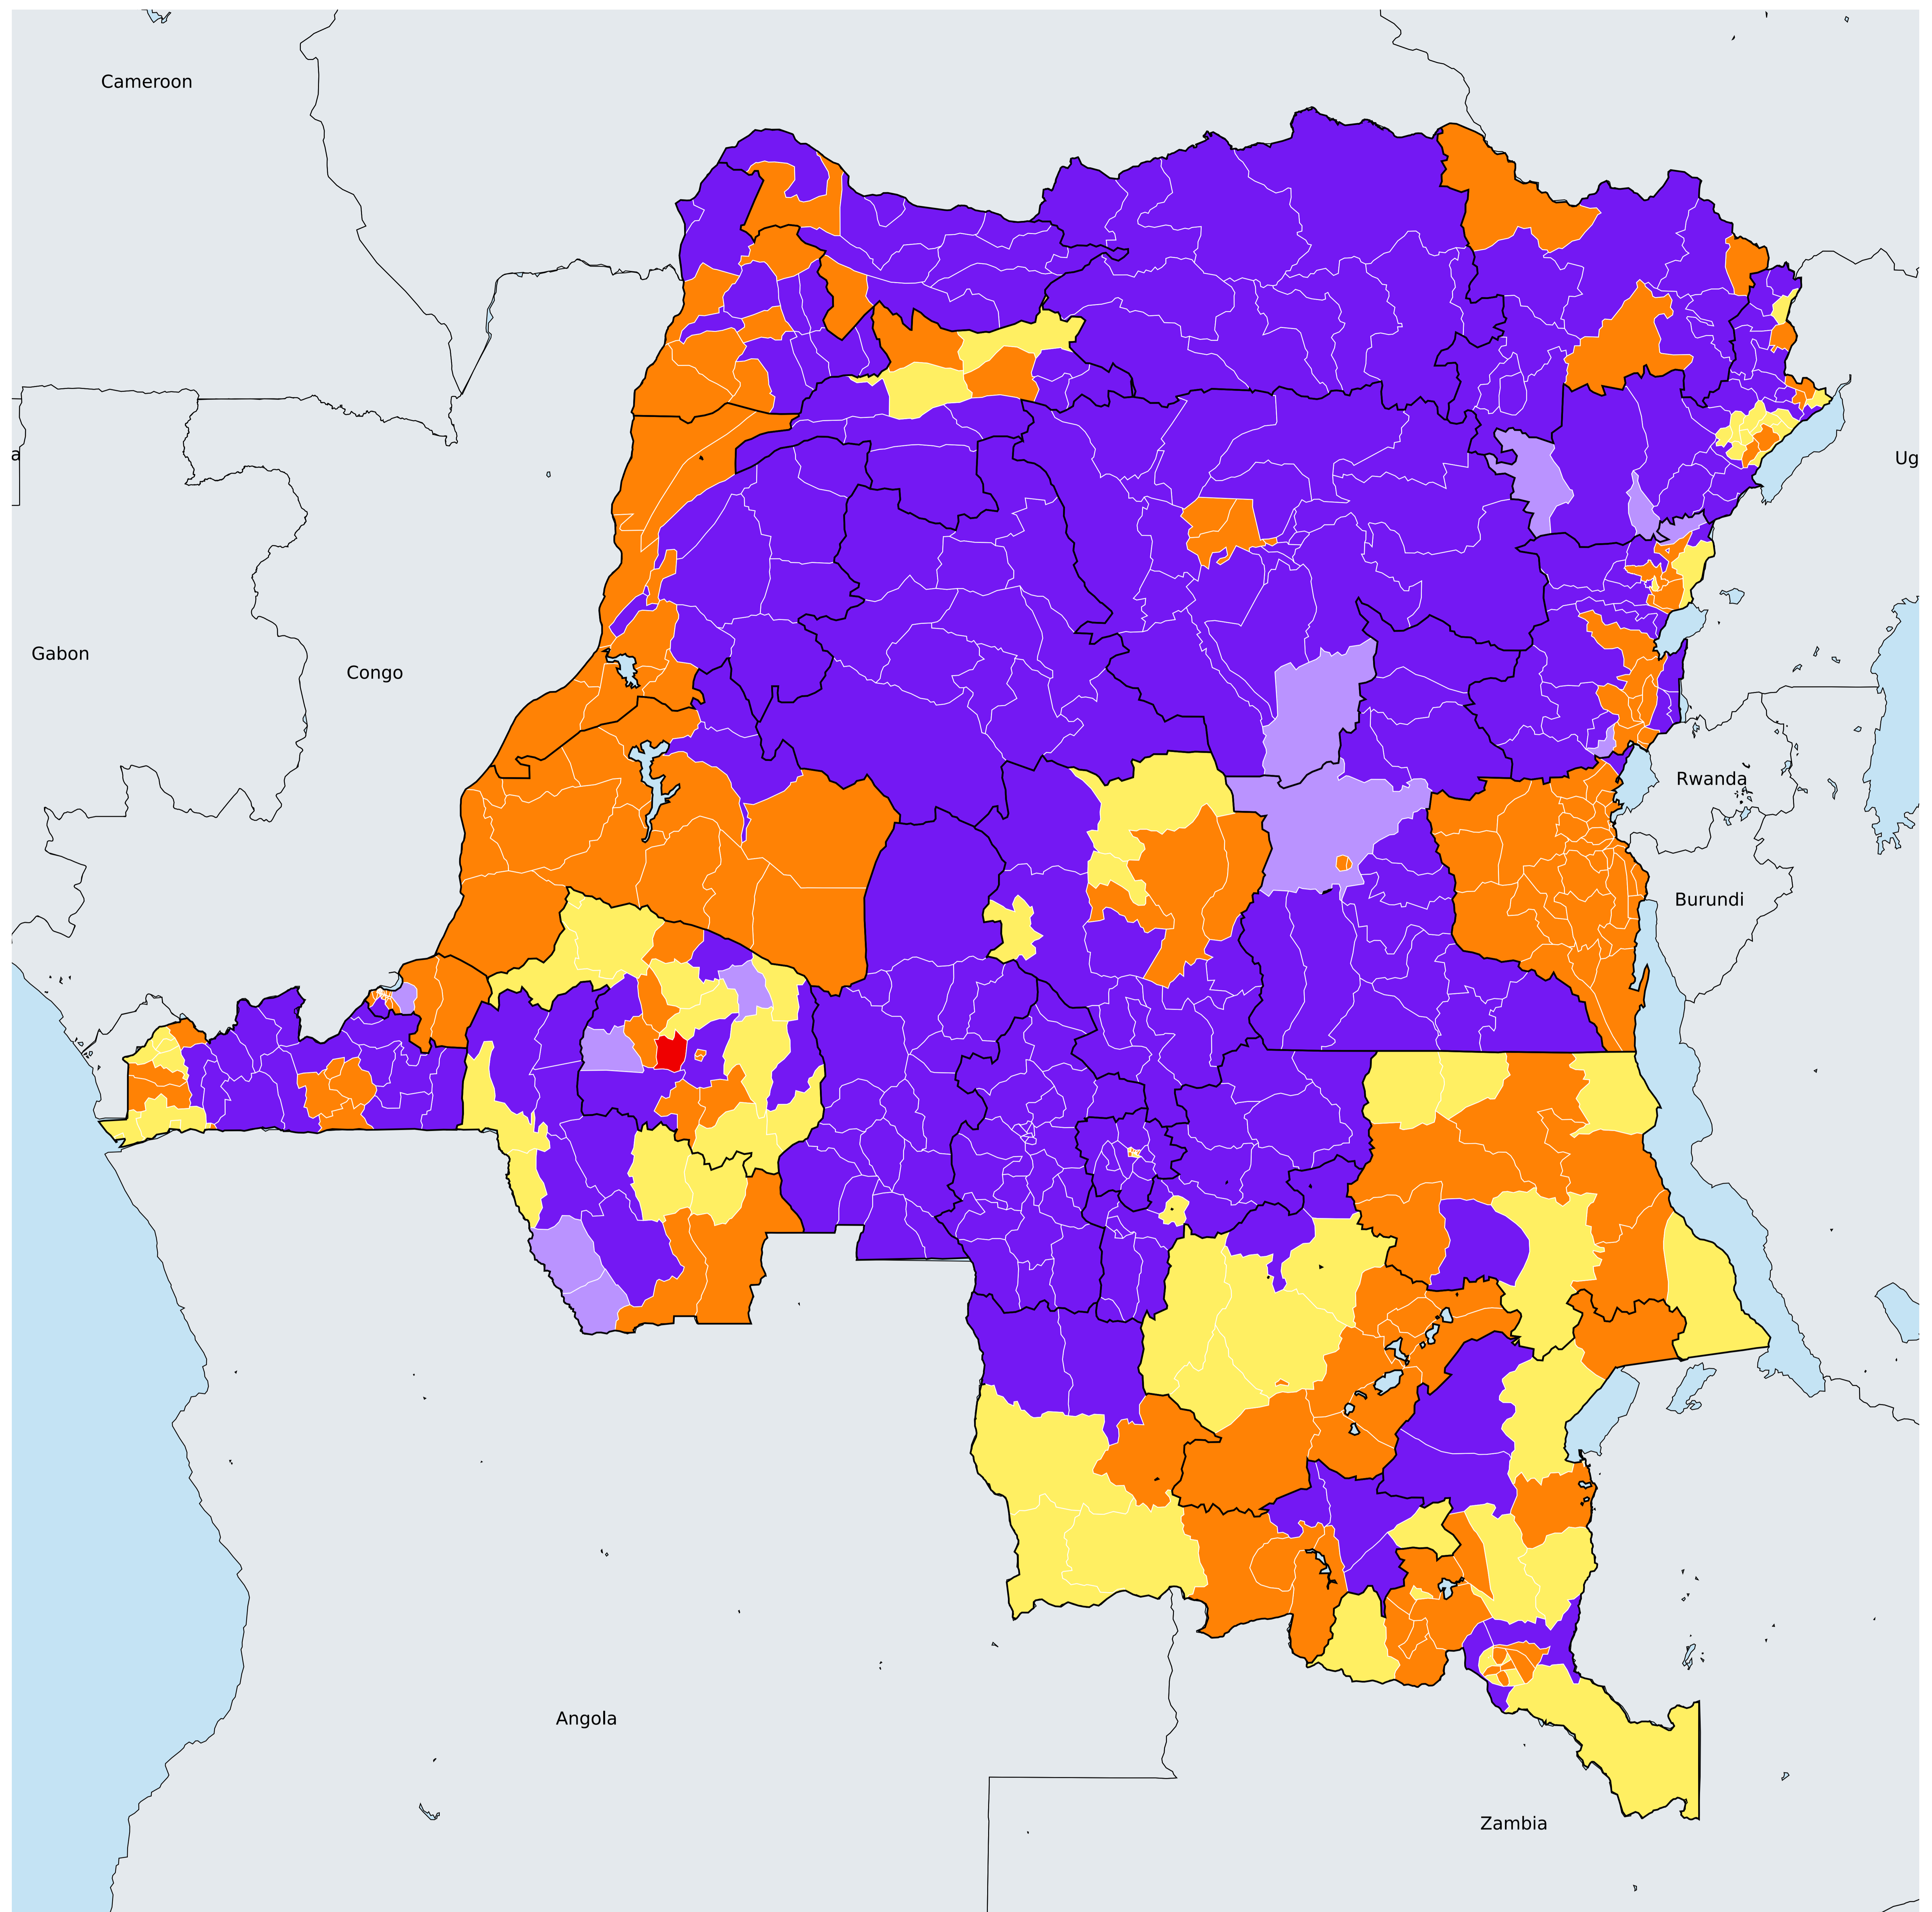 Cameroon
a
Ug
Gabon
Congo
Rwanda
Burundi
Angola
Zambia